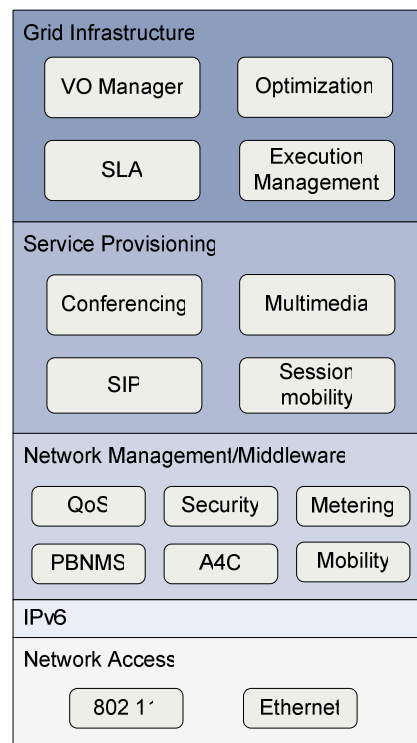 Grid Infrastructure
VO Manager
Optimization
SLA
Execution
Management
Service Provisioning
Conferencing
Multimedia
SIP
Session
mobility
Network Management/Middleware
QoS
Security
Metering
PBNMS
A4C
Mobility
IPv6
Network Access
802 11
Ethernet